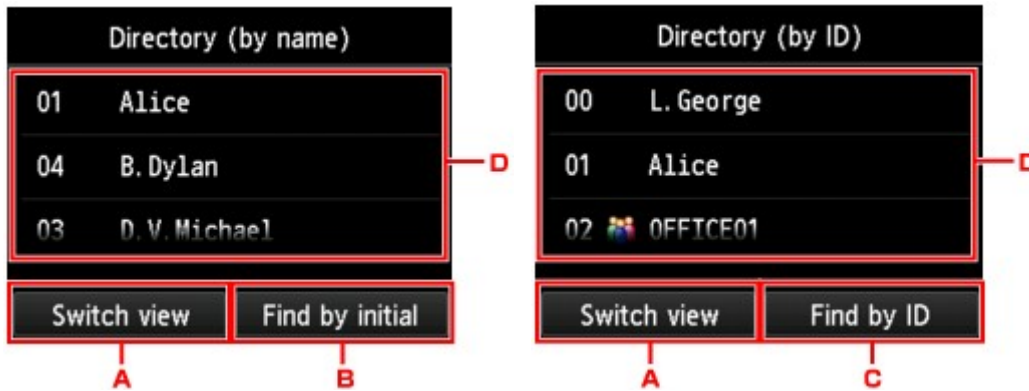 Directory (by name)
01 Alice
04 B.Dylan
03 D.V.Michael
D
Switch view Find by initial
A B
Directory (by ID)
00 L.George
01 Alice
02 OFFICE01
D
Switch view Find by ID
A C